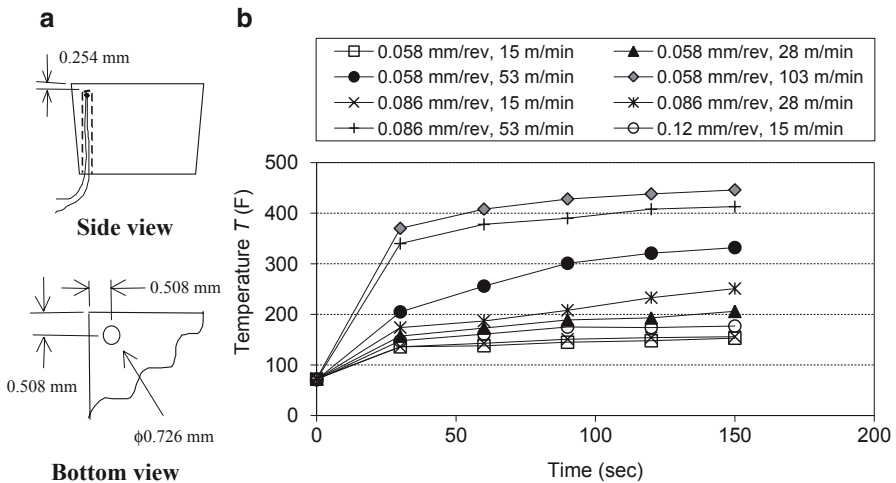 a
0.254 mm
Side view
0.508 mm
0.508 mm
ϕ0.726 mm
Bottom view
b
0.058 mm/rev, 15 m/min
0.058 mm/rev, 28 m/min
0.058 mm/rev, 53 m/min
0.058 mm/rev, 103 m/min
0.086 mm/rev, 15 m/min
0.086 mm/rev, 28 m/min
0.086 mm/rev, 53 m/min
0.12 mm/rev, 15 m/min
Temperature T (F)
500
400
300
200
100
0
0
50
100
150
200
Time (sec)